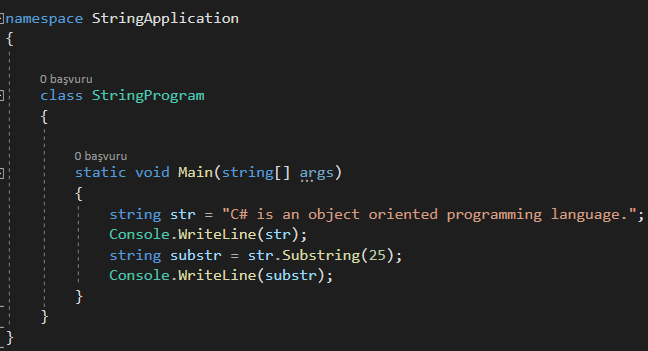 namespace StringApplication
{
0 başvuru
class StringProgram
{
0 başvuru
static void Main(string[] args)
{
string str = "C# is an object oriented programming language.";
Console.WriteLine(str);
string substr = str.Substring(25);
Console.WriteLine(substr);
}
}
}